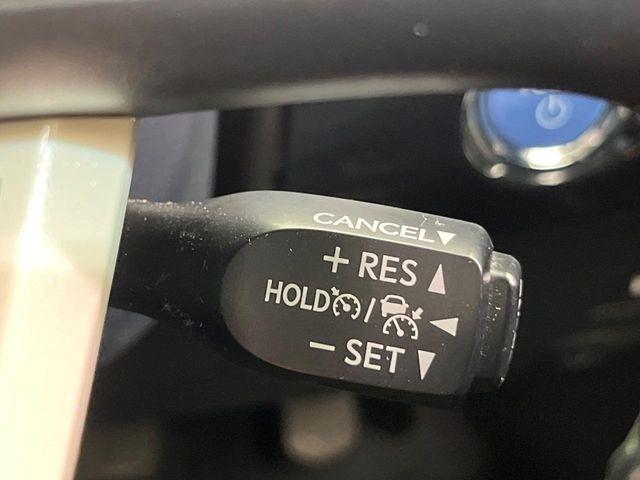 CANCEL▼
+ RES ▲
HOLD / ◀
− SET ▼